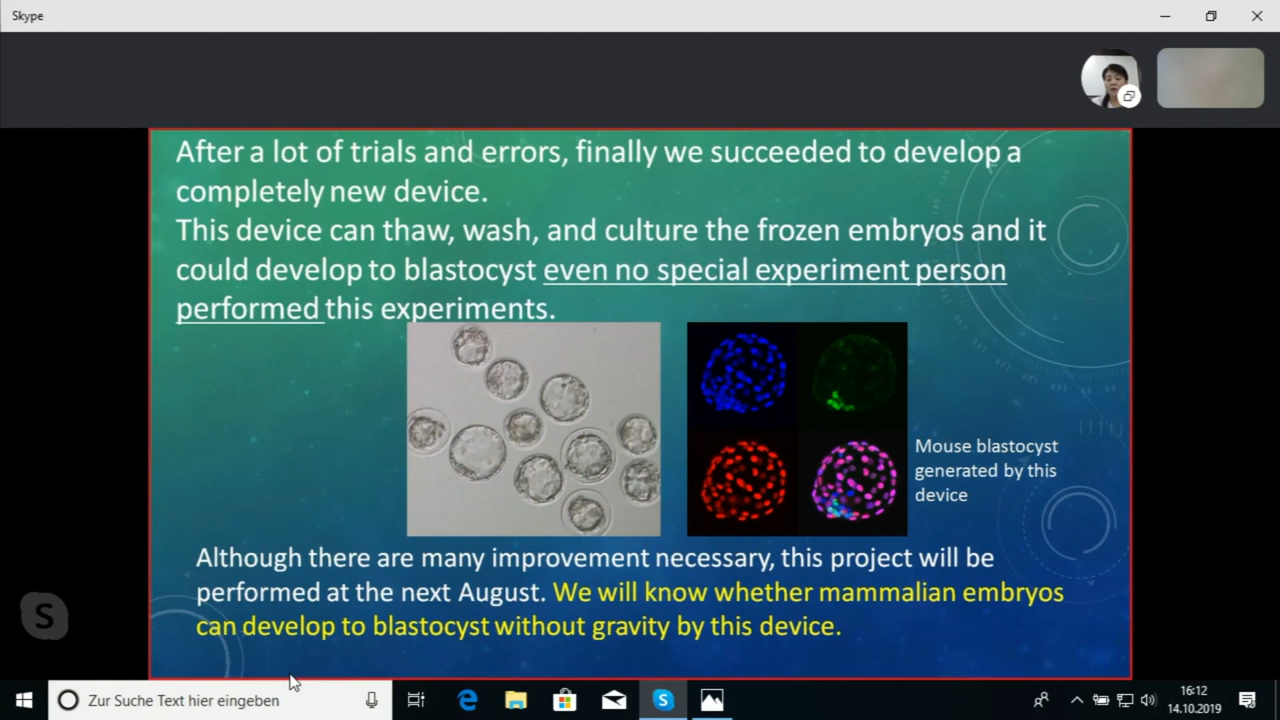 Skype
After a lot of trials and errors, finally we succeeded to develop a
completely new device.
This device can thaw, wash, and culture the frozen embryos and it
could develop to blastocyst even no special experiment person
performed this experiments.
Mouse blastocyst
generated by this
device
Although there are many improvement necessary, this project will be
performed at the next August. We will know whether mammalian embryos
can develop to blastocyst without gravity by this device.
Zur Suche Text hier eingeben
16:12
14.10.2019